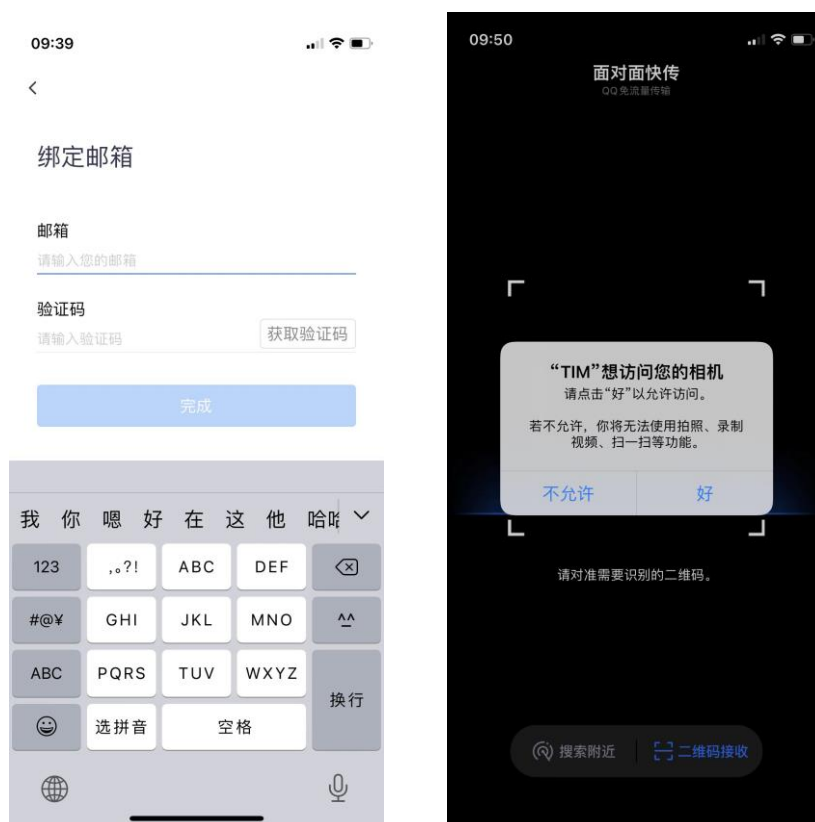 09:39
绑定邮箱
邮箱
请输入您的邮箱
验证码
请输入验证码
获取验证码
完成
我 你 嗯 好 在 这 他 哈哈
123 ,。?! ABC DEF
#@¥ GHI JKL MNO ^^
ABC PQRS TUV WXYZ
换行
选拼音 空格
09:50
面对面快传
QQ免流量传输
“TIM”想访问您的相机
请点击“好”以允许访问。
若不允许，你将无法使用拍照、录制
视频、扫一扫等功能。
不允许 好
请对准需要识别的二维码。
搜索附近 二维码接收